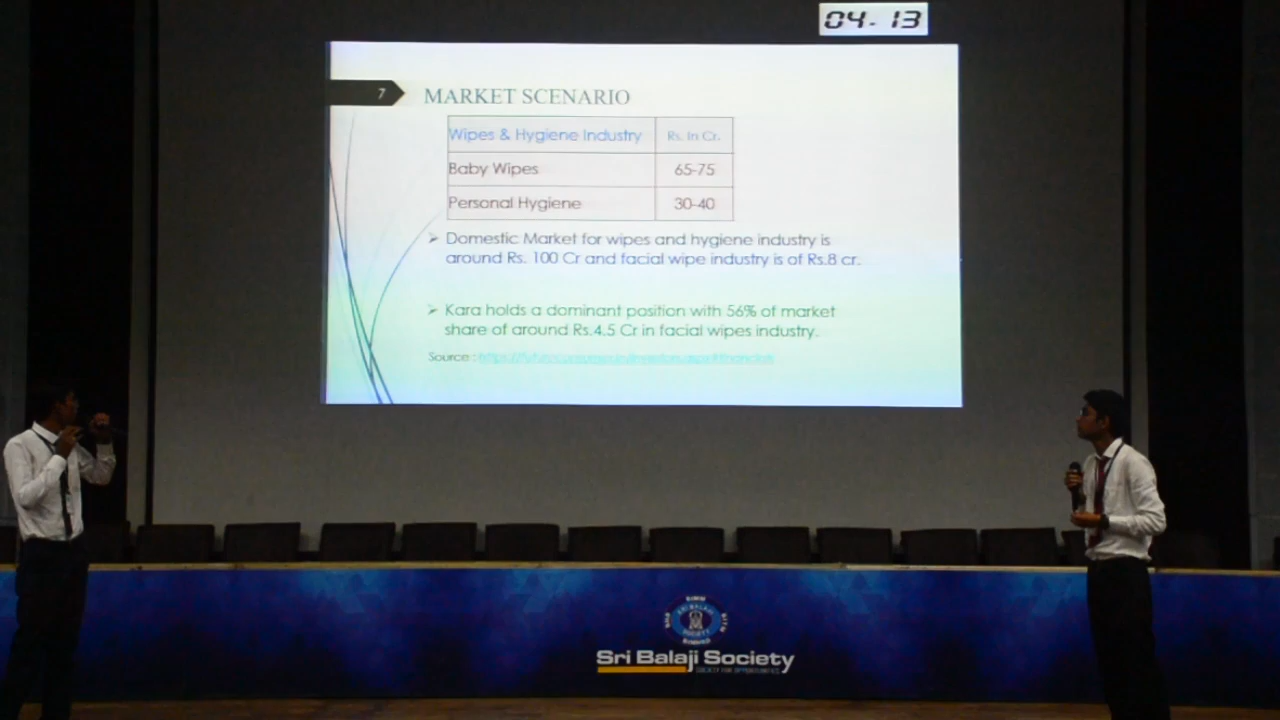 04-13
7
MARKET SCENARIO
Wipes & Hygiene Industry Rs. In Cr.
Baby Wipes 65-75
Personal Hygiene 30-40
➢ Domestic Market for wipes and hygiene industry is
around Rs. 100 Cr and facial wipe industry is of Rs.8 cr.
➢ Kara holds a dominant position with 56% of market
share of around Rs.4.5 Cr in facial wipes industry.
Source :
SRI BALAJI
SOCIETY
Sri Balaji Society